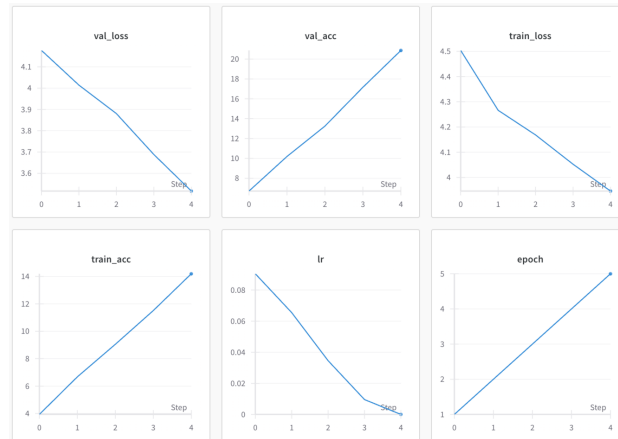 val_loss
4.1
4
3.9
3.8
3.7
3.6
Step
0 1 2 3 4
val_acc
20
18
16
14
12
10
8
Step
0 1 2 3 4
train_loss
4.5
4.4
4.3
4.2
4.1
4
Step
0 1 2 3 4
train_acc
14
12
10
8
6
4
Step
0 1 2 3 4
lr
0.08
0.06
0.04
0.02
0
Step
0 1 2 3 4
epoch
5
4
3
2
1
Step
0 1 2 3 4